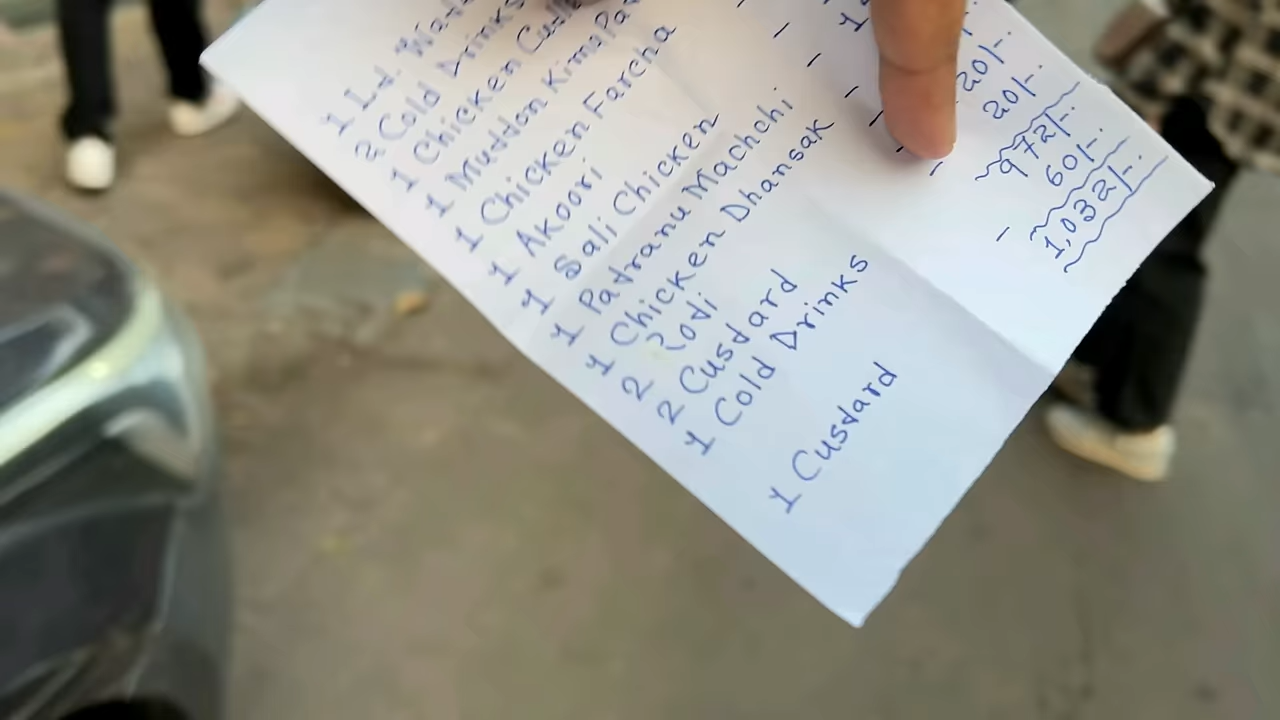 1 Ld. Wat
2 Cold Drinks
1 Chicken Cutle
1 Muddon Kima Pa
1 Chicken Farcha
1 Akoori
1 Sali Chicken -
1 Patranu Machchi -
1 Chicken Dhansak -
2 Rodi -
2 Custard - 20/-
1 Cold Drinks - 20/-
972/-
1 Custard - 60/-
1,032/-